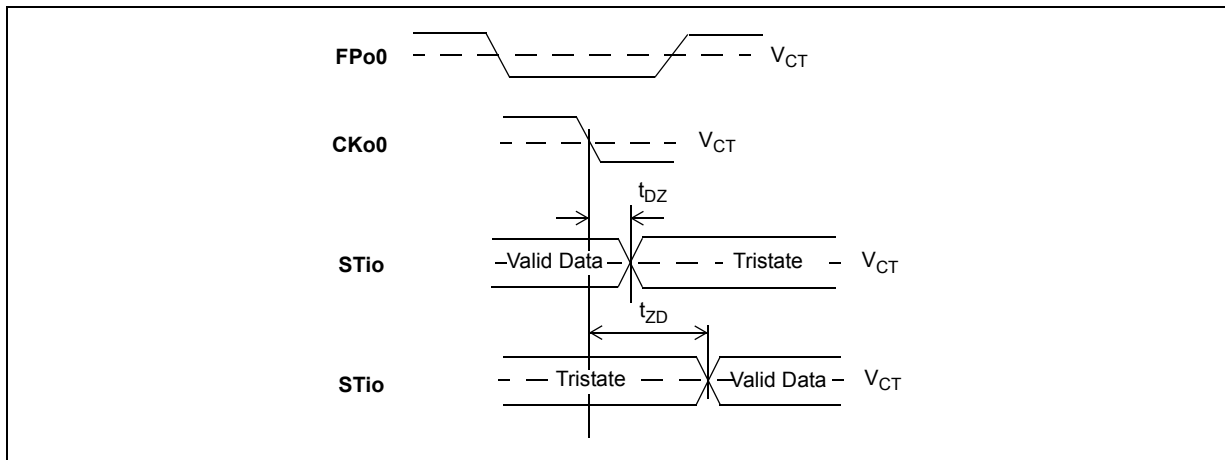 FPo0
V_CT
CKo0
V_CT
t_DZ
STio
Valid Data
Tristate
V_CT
t_ZD
STio
Tristate
Valid Data
V_CT